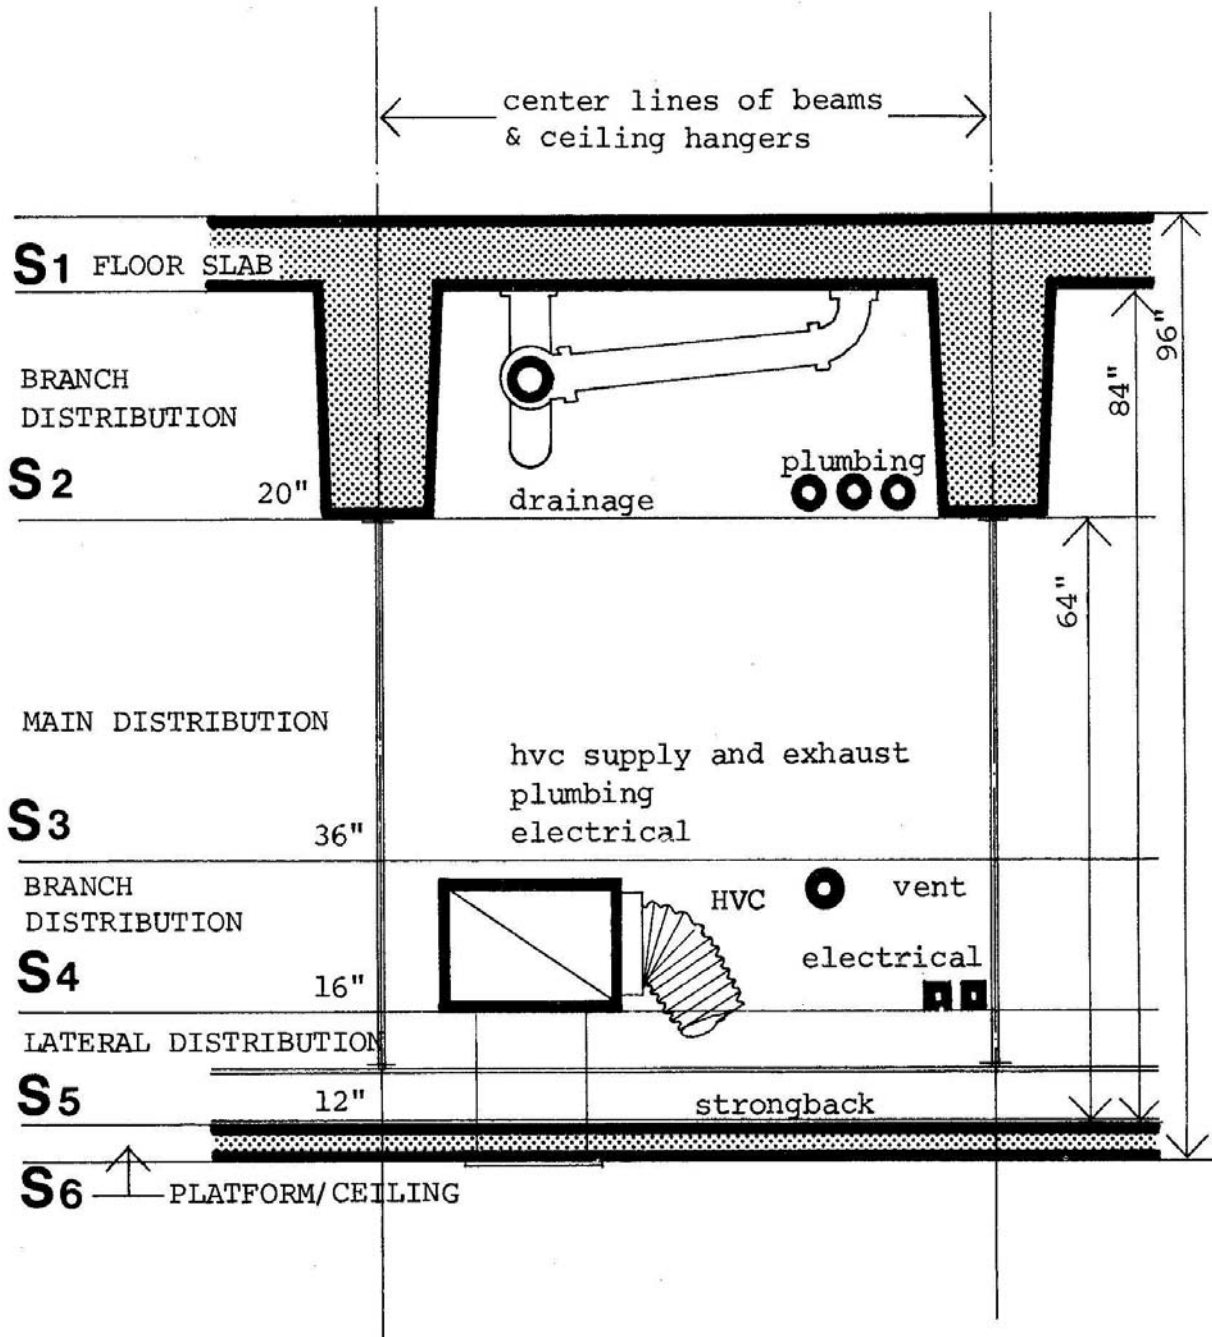 center lines of beams
& ceiling hangers
S1 FLOOR SLAB
96"
84"
BRANCH
DISTRIBUTION
S2 20"
drainage
plumbing
64"
MAIN DISTRIBUTION
hvc supply and exhaust
plumbing
electrical
S3 36"
BRANCH
DISTRIBUTION
HVC
vent
electrical
S4 16"
LATERAL DISTRIBUTION
S5 12"
strongback
S6 PLATFORM/CEILING